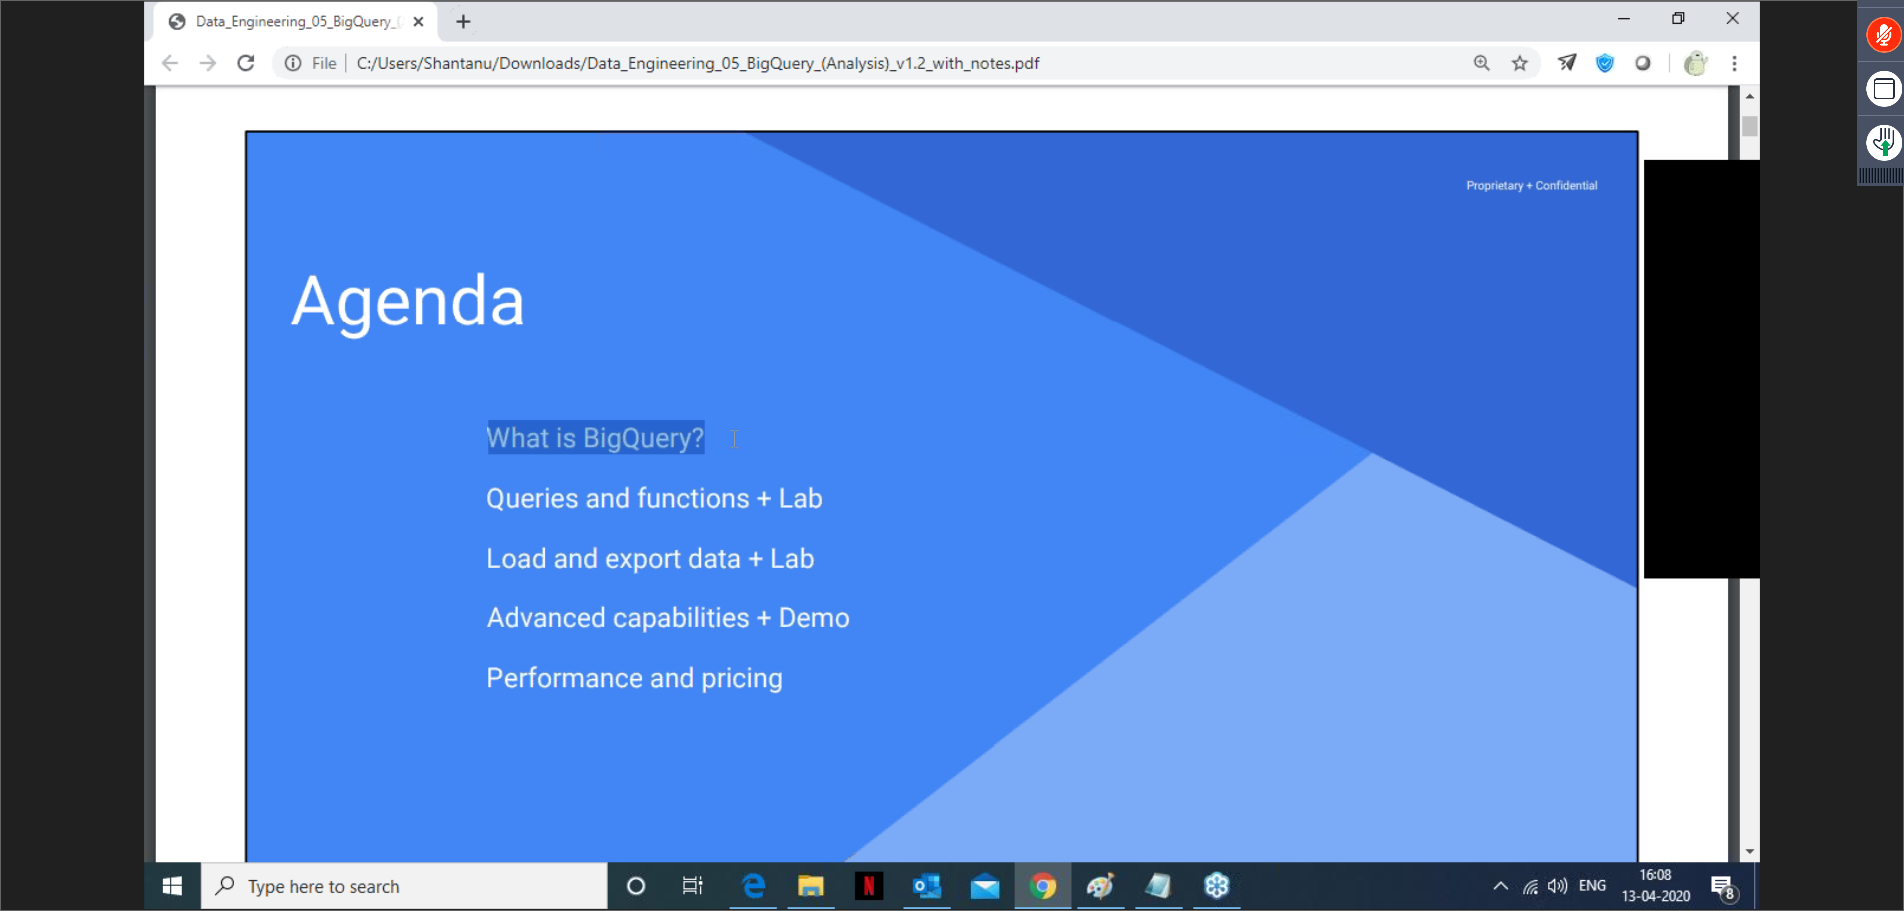 Data_Engineering_05_BigQuery_
File
C:/Users/Shantanu/Downloads/Data_Engineering_05_BigQuery_(Analysis)_v1.2_with_notes.pdf
Proprietary + Confidential
Agenda
What is BigQuery?
Queries and functions + Lab
Load and export data + Lab
Advanced capabilities + Demo
Performance and pricing
Type here to search
N
ENG
16:08
13-04-2020
8